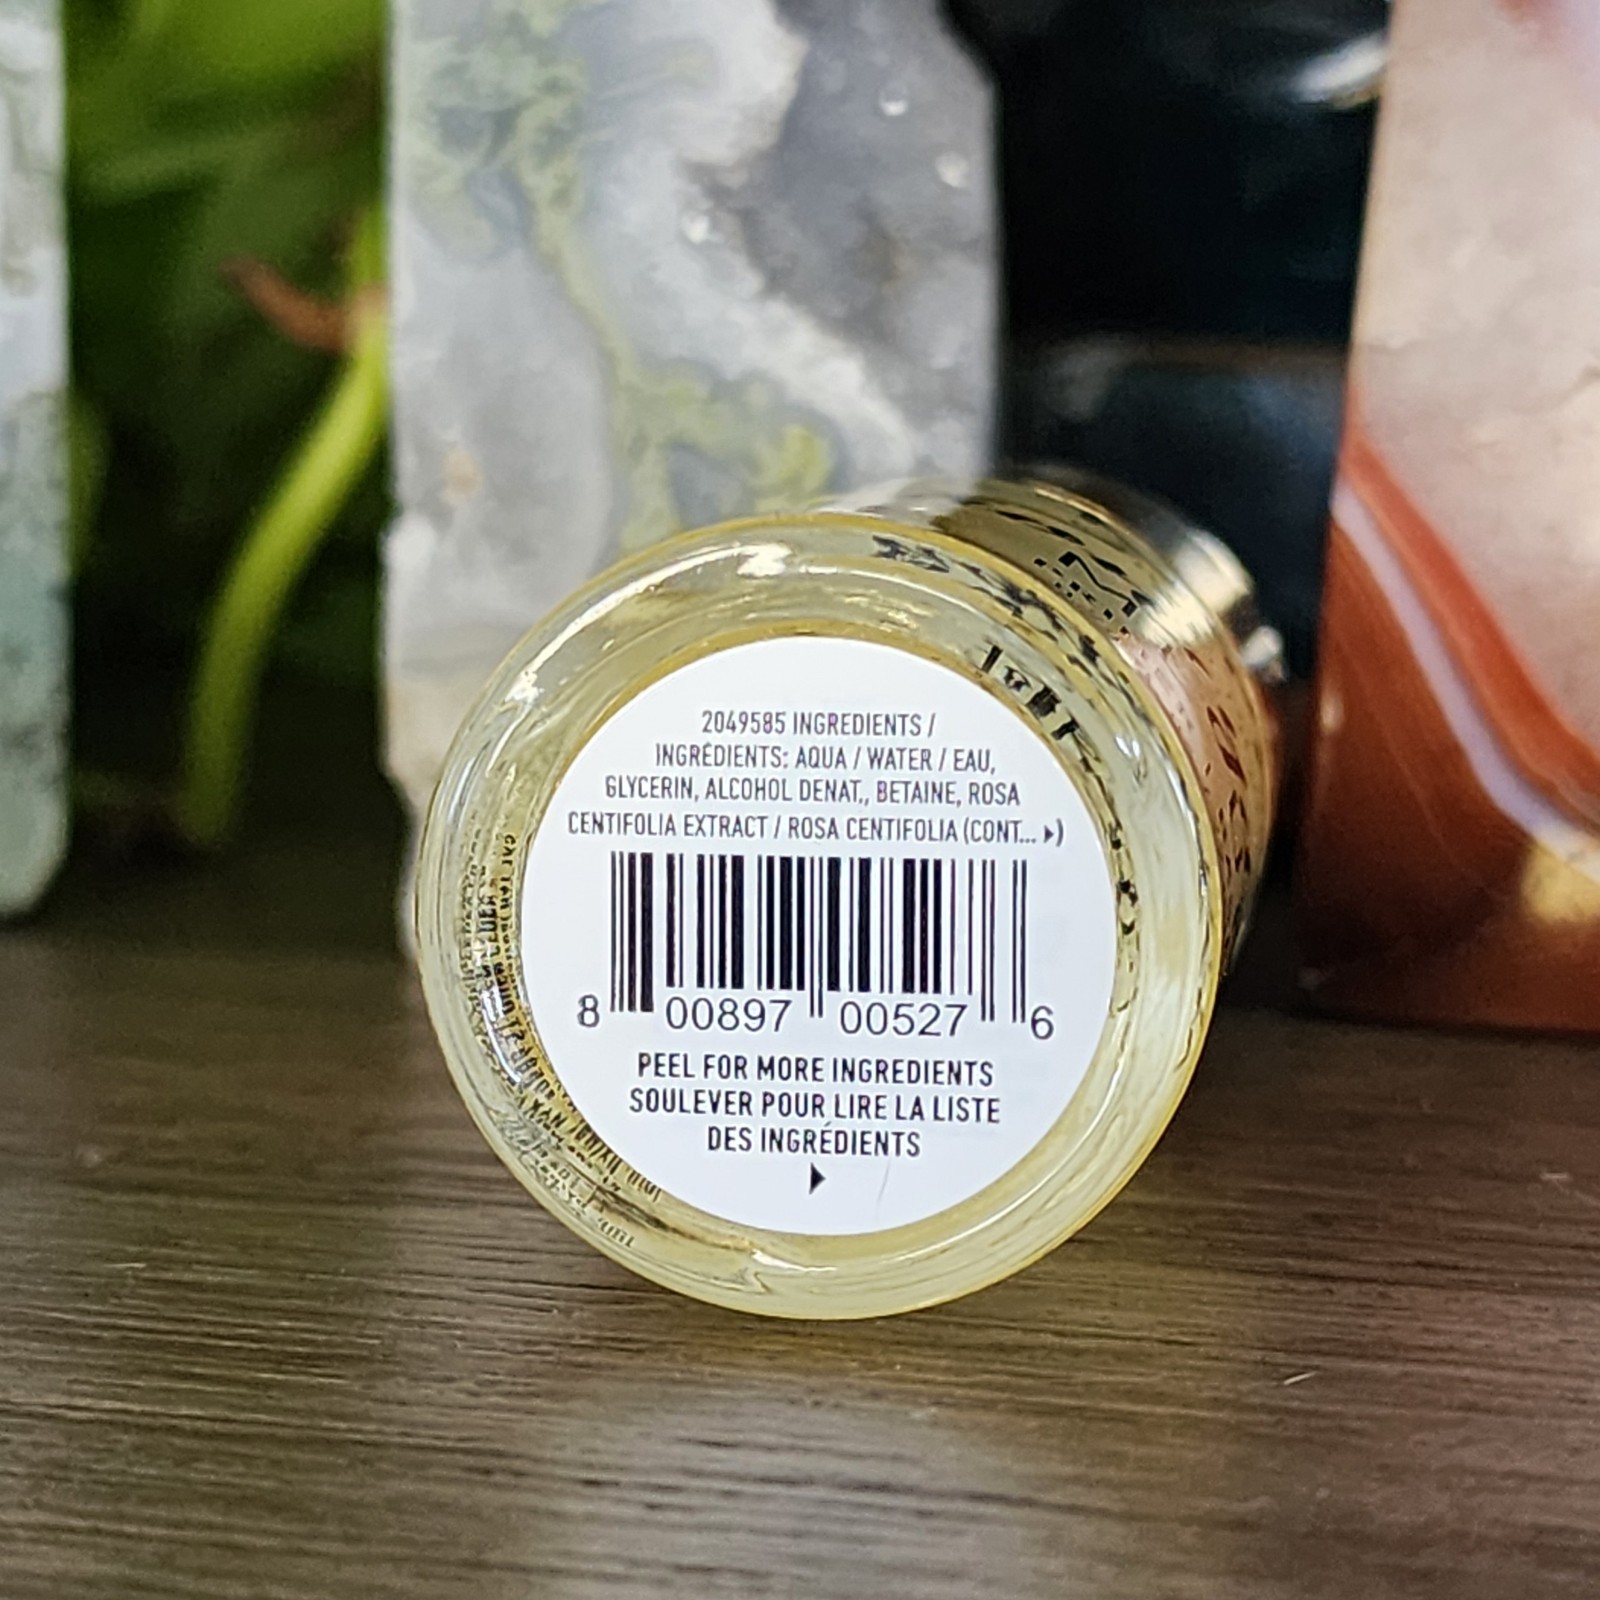 2049585 INGREDIENTS /
INGRÉDIENTS: AQUA / WATER / EAU,
GLYCERIN, ALCOHOL DENAT., BETAINE, ROSA
CENTIFOLIA EXTRACT / ROSA CENTIFOLIA (CONT... ▸)
8 00897 00527 6
PEEL FOR MORE INGREDIENTS
SOULEVER POUR LIRE LA LISTE
DES INGRÉDIENTS